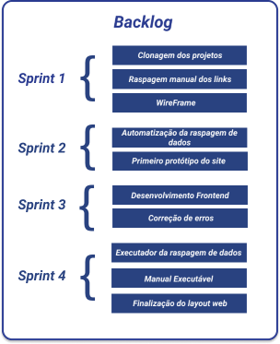 Backlog
Sprint 1
Clonagem dos projetos
Raspagem manual dos links
WireFrame
Sprint 2
Automatização da raspagem de
dados
Primeiro protótipo do site
Sprint 3
Desenvolvimento Frontend
Correção de erros
Sprint 4
Executador da raspagem de dados
Manual Executável
Finalização do layout web